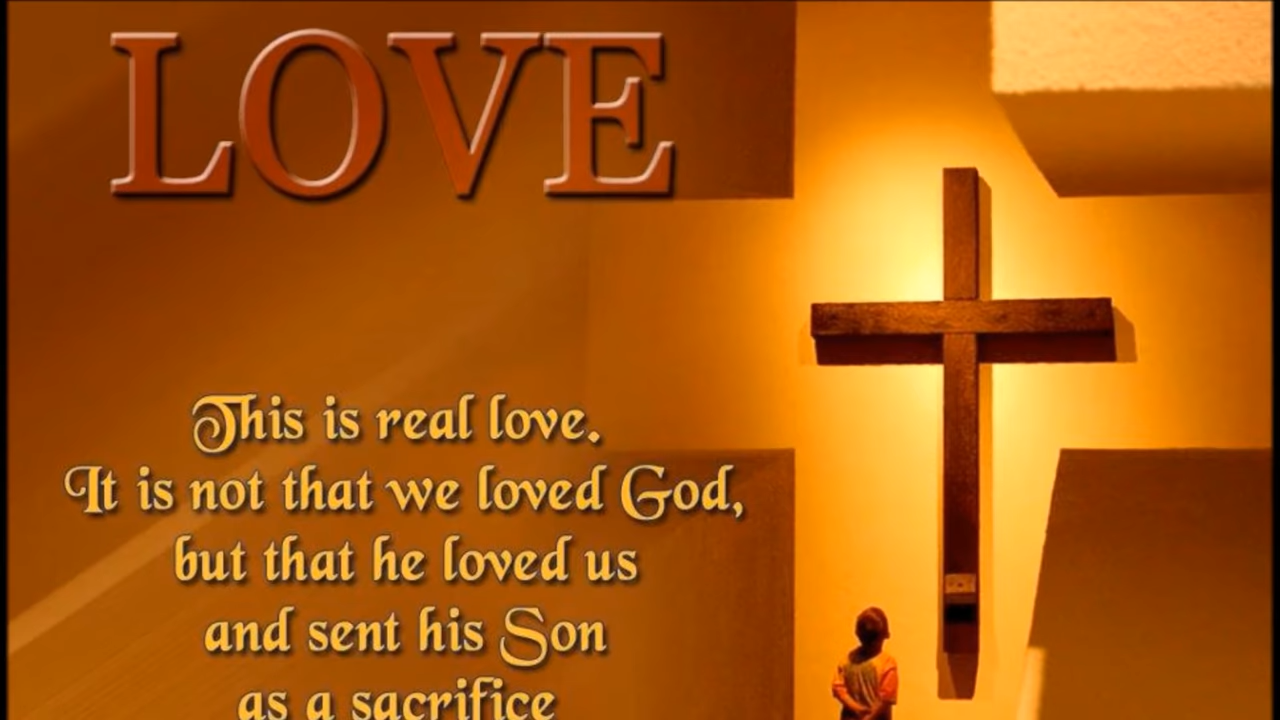 LOVE
This is real love.
It is not that we loved God,
but that he loved us
and sent his Son
as a sacrifice